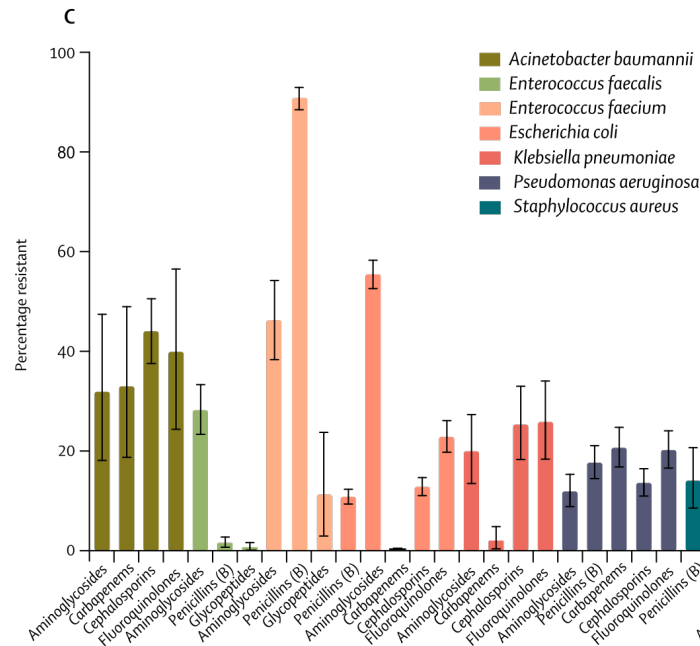 C
100
80
60
40
20
0
Percentage resistant
Acinetobacter baumannii
Enterococcus faecalis
Enterococcus faecium
Escherichia coli
Klebsiella pneumoniae
Pseudomonas aeruginosa
Staphylococcus aureus
Aminoglycosides
Carbapenems
Cephalosporins
Fluoroquinolones
Aminoglycosides
Penicillins (B)
Glycopeptides
Aminoglycosides
Penicillins (B)
Glycopeptides
Penicillins (B)
Aminoglycosides
Carbapenems
Cephalosporins
Fluoroquinolones
Aminoglycosides
Carbapenems
Cephalosporins
Fluoroquinolones
Aminoglycosides
Penicillins (B)
Carbapenems
Cephalosporins
Fluoroquinolones
Penicillins (B)